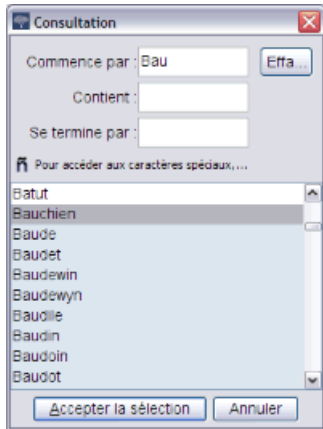 Consultation
Commence par : Bau Effa...
Contient :
Se termine par :
ñ Pour accéder aux caractères spéciaux,...
Batut
Bauchien
Baude
Baudet
Baudewin
Baudewyn
Baudile
Baudin
Baudoin
Baudot
Accepter la sélection Annuler